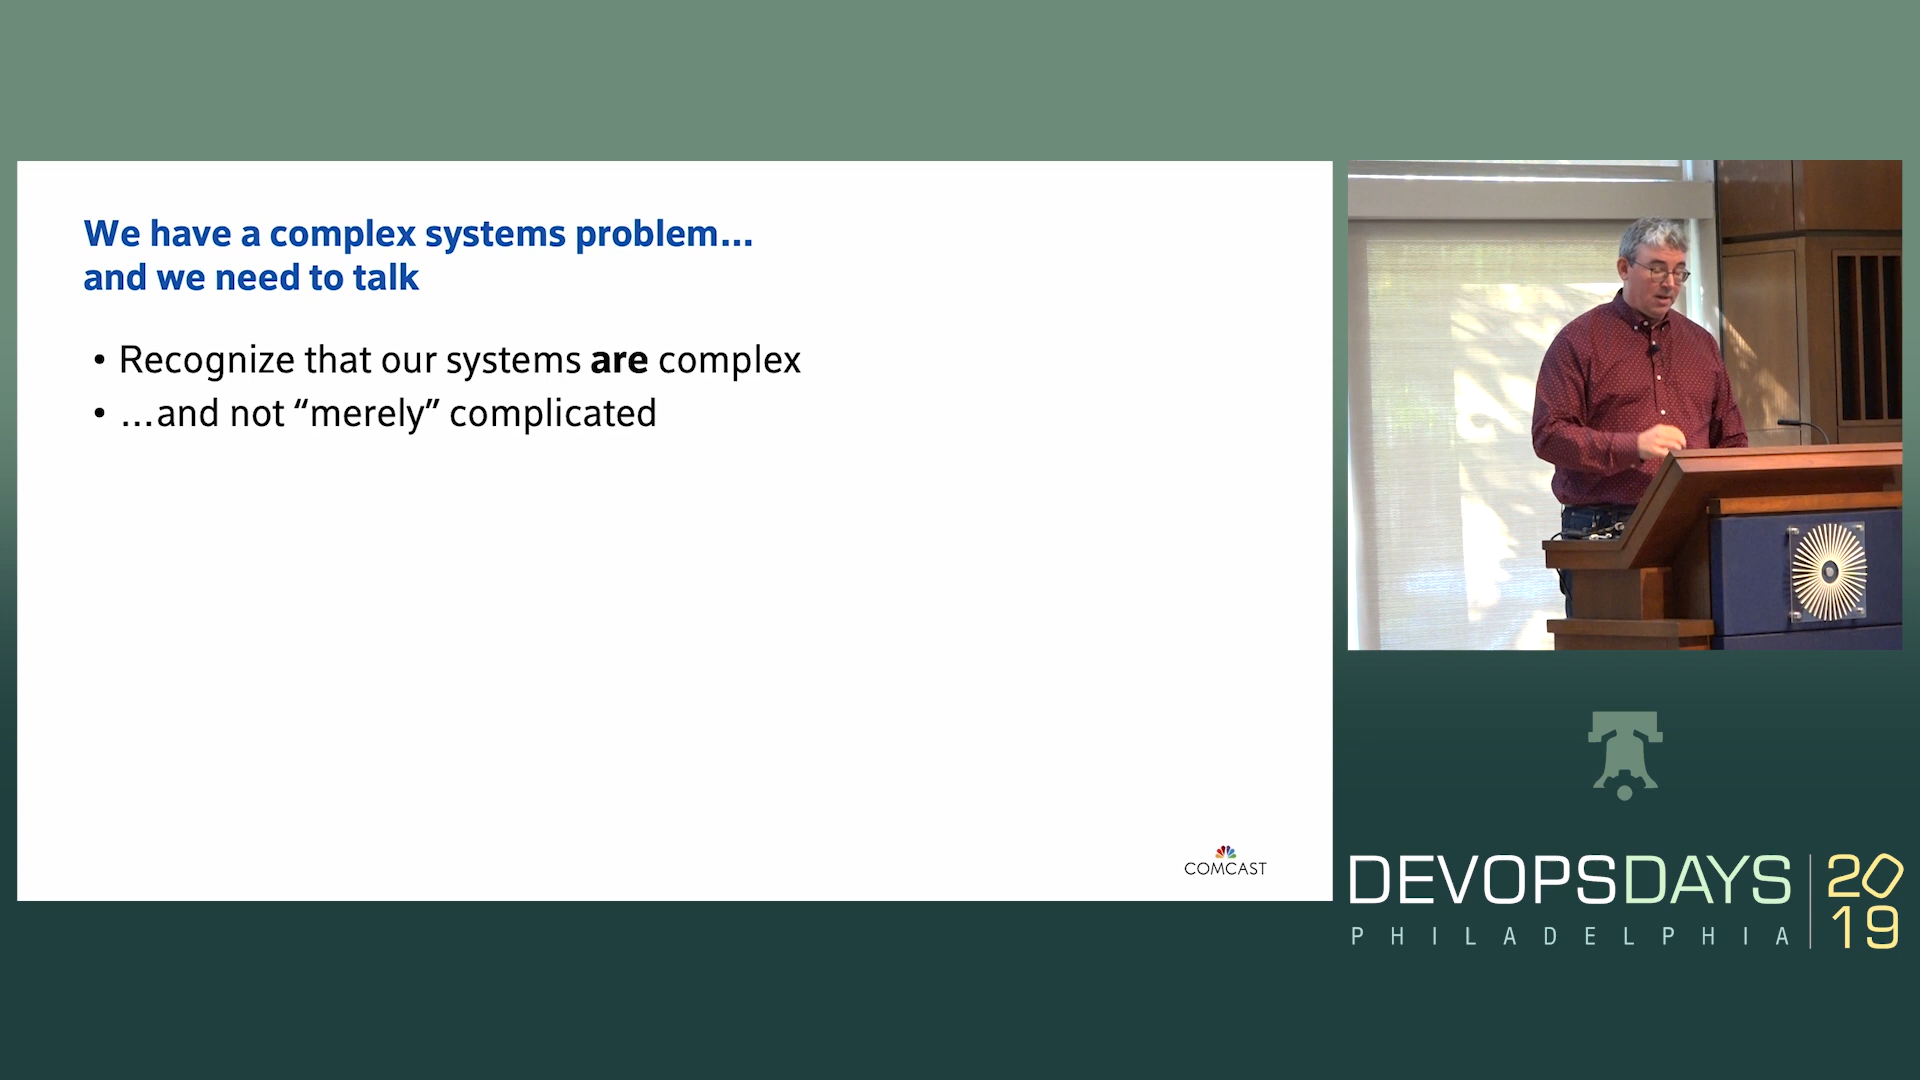 We have a complex systems problem...
and we need to talk
• Recognize that our systems are complex
• ...and not “merely” complicated
COMCAST
DEVOPSDAYS
PHILADELPHIA
20
19